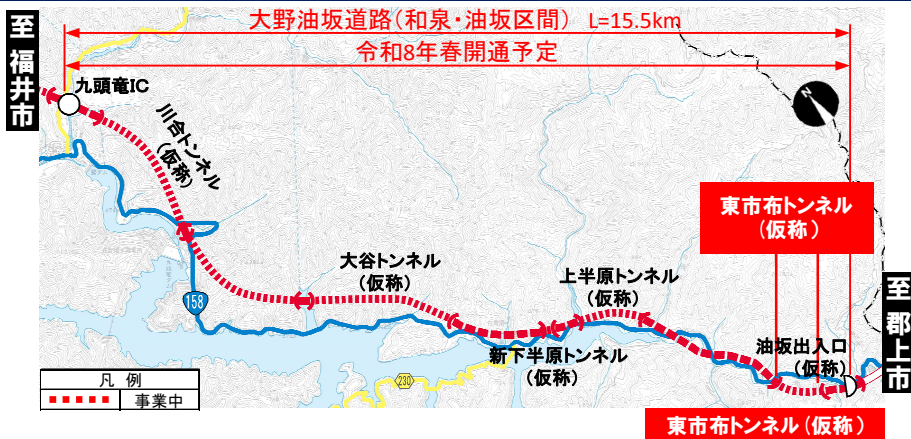 大野油坂道路（和泉・油坂区間） L=15.5km
令和8年春開通予定
至 福井市
九頭竜IC
川合トンネル
（仮称）
大谷トンネル
（仮称）
158
上半原トンネル
（仮称）
新下半原トンネル
（仮称）
230
東市布トンネル
（仮称）
油坂出入口
（仮称）
至 郡上市
東市布トンネル（仮称）
凡 例
事業中